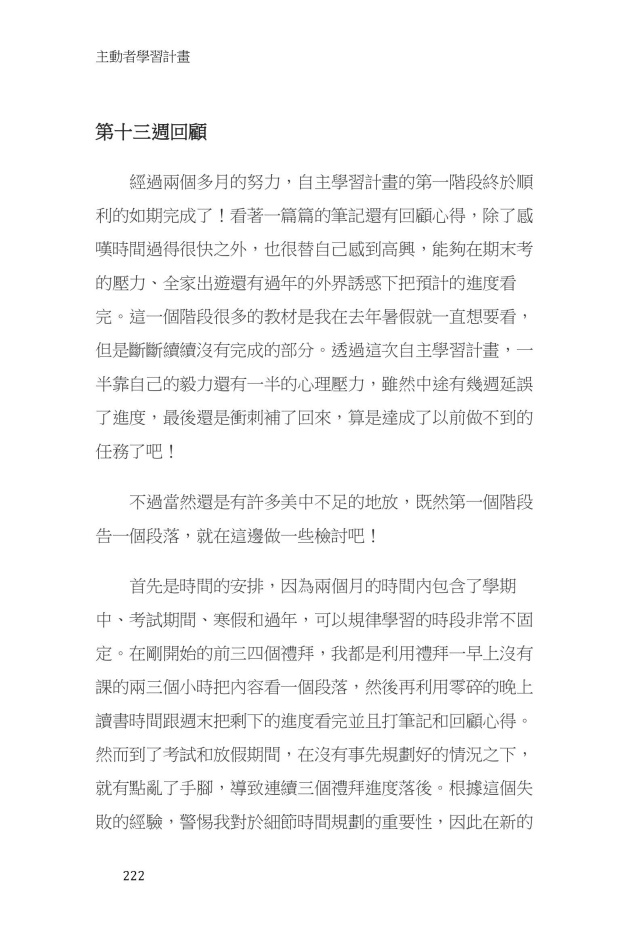 主動者學習計畫
第十三週回顧
經過兩個多月的努力，自主學習計畫的第一階段終於順
利的如期完成了！看著一篇篇的筆記還有回顧心得，除了感
嘆時間過得很快之外，也很替自己感到高興，能夠在期末考
的壓力、全家出遊還有過年的外界誘惑下把預計的進度看
完。這一個階段很多的教材是我在去年暑假就一直想要看，
但是斷斷續續沒有完成的部分。透過這次自主學習計畫，一
半靠自己的毅力還有一半的心理壓力，雖然中途有幾週延誤
了進度，最後還是衝刺補了回來，算是達成了以前做不到的
任務了吧！
不過當然還是有許多美中不足的地放，既然第一個階段
告一個段落，就在這邊做一些檢討吧！
首先是時間的安排，因為兩個月的時間內包含了學期
中、考試期間、寒假和過年，可以規律學習的時段非常不固
定。在剛開始的前三四個禮拜，我都是利用禮拜一早上沒有
課的兩三個小時把內容看一個段落，然後再利用零碎的晚上
讀書時間跟週末把剩下的進度看完並且打筆記和回顧心得。
然而到了考試和放假期間，在沒有事先規劃好的情況之下，
就有點亂了手腳，導致連續三個禮拜進度落後。根據這個失
敗的經驗，警惕我對於細節時間規劃的重要性，因此在新的
222